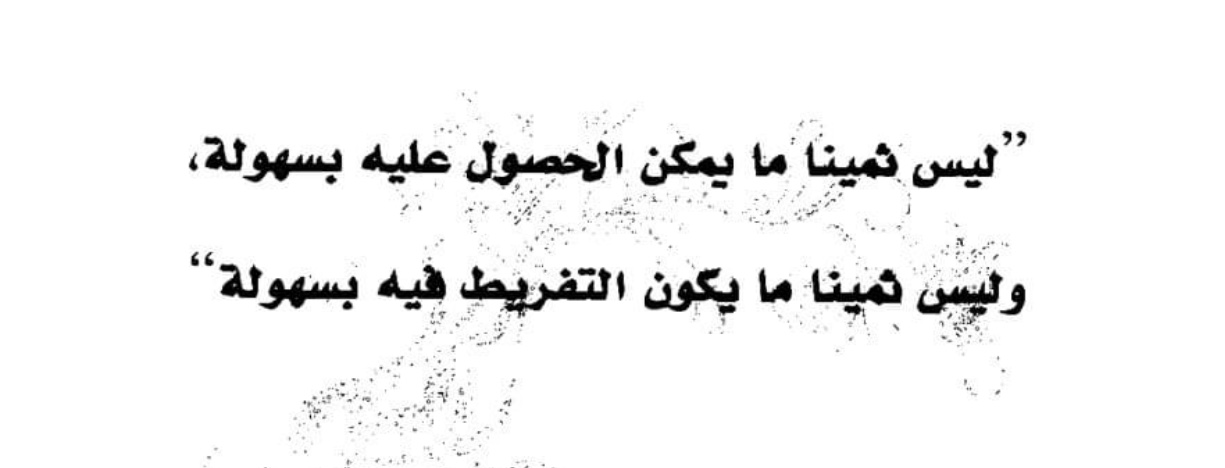 ”ليس ثمينا ما يمكن الحصول عليه بسهولة،
وليس ثمينا ما يكون التفريط فيه بسهولة“